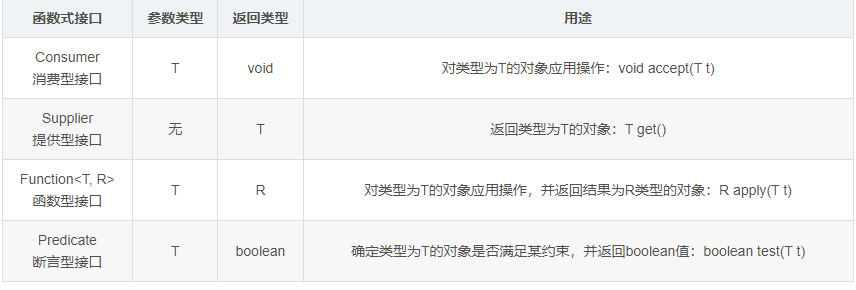 函数式接口 参数类型 返回类型 用途
Consumer
消费型接口
T void 对类型为T的对象应用操作：void accept(T t)
Supplier
提供型接口
无 T 返回类型为T的对象：T get()
Function<T, R>
函数型接口
T R 对类型为T的对象应用操作，并返回结果为R类型的对象：R apply(T t)
Predicate
断言型接口
T boolean 确定类型为T的对象是否满足某约束，并返回boolean值：boolean test(T t)